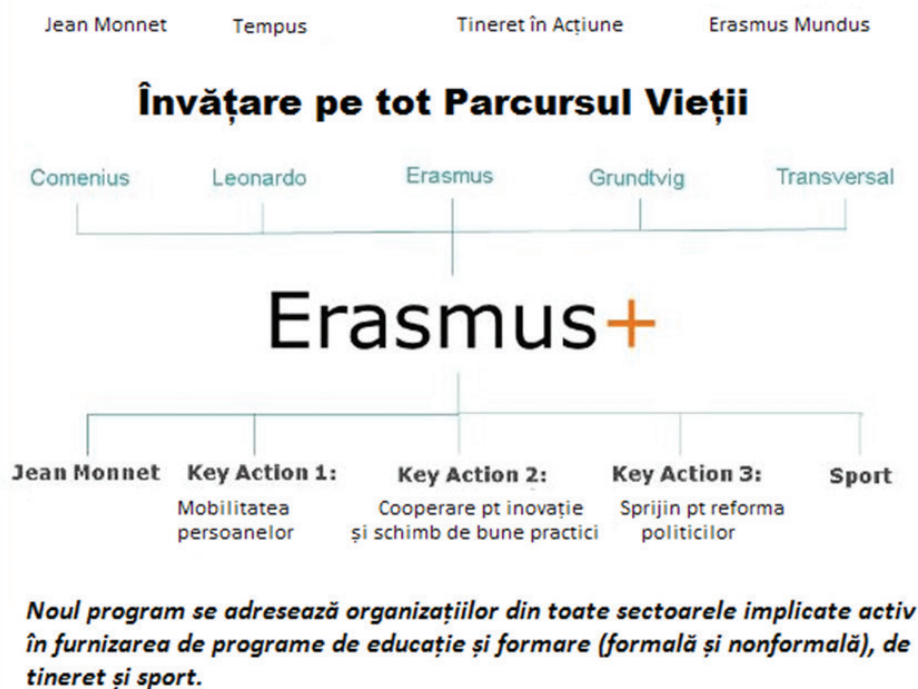 Jean Monnet Tempus Tineret în Acțiune Erasmus Mundus
Învățare pe tot Parcursul Vieții
Comenius Leonardo Erasmus Grundtvig Transversal
Erasmus+
Jean Monnet Key Action 1: Key Action 2: Key Action 3: Sport
Mobilitatea Cooperare pt inovație Sprijin pt reforma
persoanelor și schimb de bune practici politicilor
Noul program se adresează organizațiilor din toate sectoarele implicate activ
în furnizarea de programe de educație și formare (formală și nonformală), de
tineret și sport.